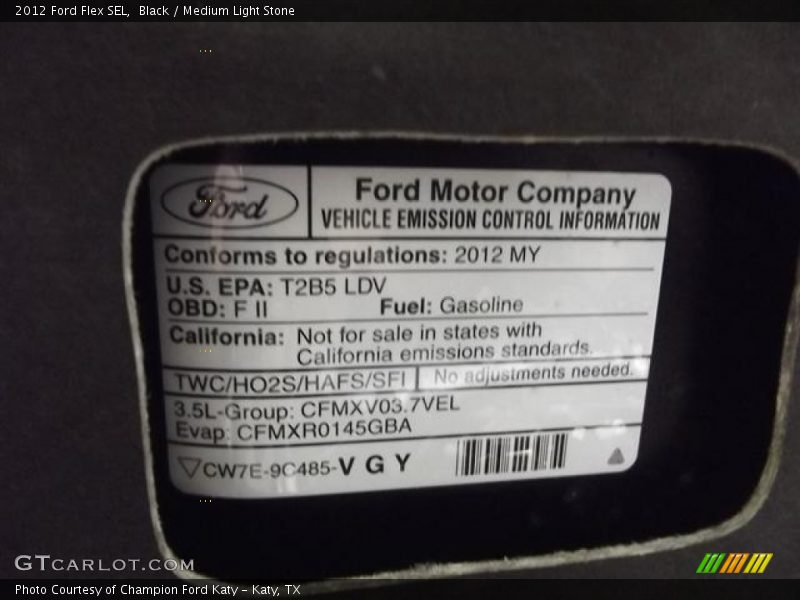 2012 Ford Flex SEL, Black / Medium Light Stone
Ford
Ford Motor Company
VEHICLE EMISSION CONTROL INFORMATION
Conforms to regulations: 2012 MY
U.S. EPA: T2B5 LDV
OBD: F II Fuel: Gasoline
California: Not for sale in states with
California emissions standards.
TWC/HO2S/HAFS/SFI No adjustments needed.
3.5L-Group: CFMXV03.7VEL
Evap: CFMXR0145GBA
CW7E-9C485-V G Y
GTCARLOT.COM
Photo Courtesy of Champion Ford Katy - Katy, TX